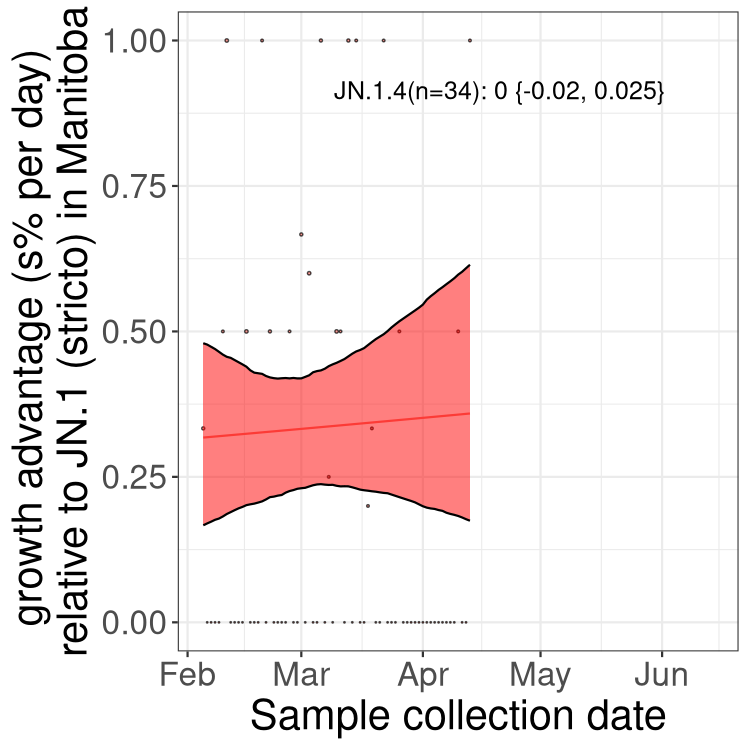 growth advantage (s% per day)
relative to JN.1 (stricto) in Manitoba
1.00
0.75
0.50
0.25
0.00
JN.1.4(n=34): 0 {-0.02, 0.025}
Feb Mar Apr May Jun
Sample collection date